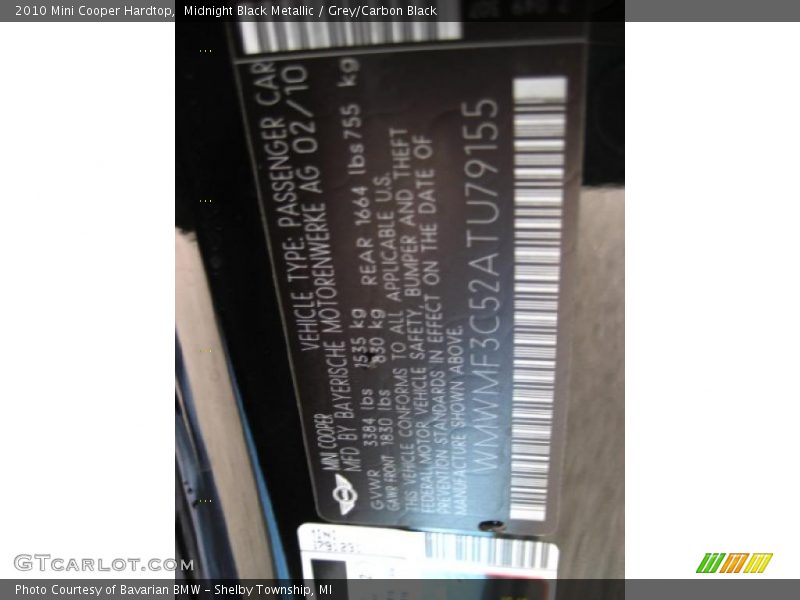 2010 Mini Cooper Hardtop, Midnight Black Metallic / Grey/Carbon Black
MINI COOPER VEHICLE TYPE: PASSENGER CAR
MFD BY BAYERISCHE MOTORENWERKE AG 02/10
GVWR 3384 lbs 1535 kg
GAWR FRONT 1830 lbs 830 kg REAR 1664 lbs 755 kg
THIS VEHICLE CONFORMS TO ALL APPLICABLE U.S.
FEDERAL MOTOR VEHICLE SAFETY, BUMPER AND THEFT
PREVENTION STANDARDS IN EFFECT ON THE DATE OF
MANUFACTURE SHOWN ABOVE.
WMWMF3C52ATU79155
GTCarLot.com
Photo Courtesy of Bavarian BMW – Shelby Township, MI